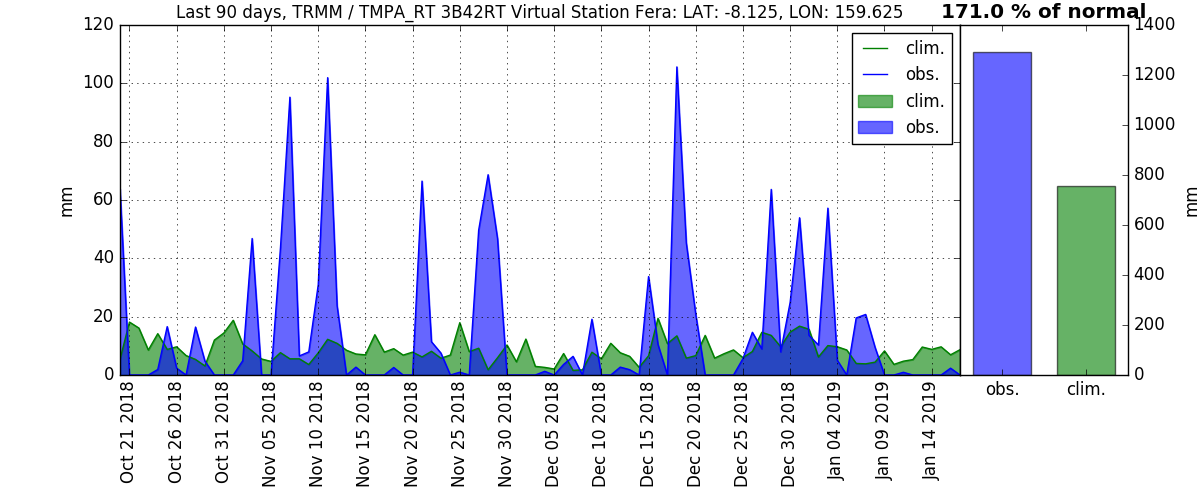 Last 90 days, TRMM / TMPA_RT 3B42RT Virtual Station Fera: LAT: -8.125, LON: 159.625
171.0 % of normal
120
100
80
60
40
20
0
mm
clim.
obs.
clim.
obs.
1400
1200
1000
800
600
400
200
0
mm
Oct 21 2018
Oct 26 2018
Oct 31 2018
Nov 05 2018
Nov 10 2018
Nov 15 2018
Nov 20 2018
Nov 25 2018
Nov 30 2018
Dec 05 2018
Dec 10 2018
Dec 15 2018
Dec 20 2018
Dec 25 2018
Dec 30 2018
Jan 04 2019
Jan 09 2019
Jan 14 2019
obs.
clim.